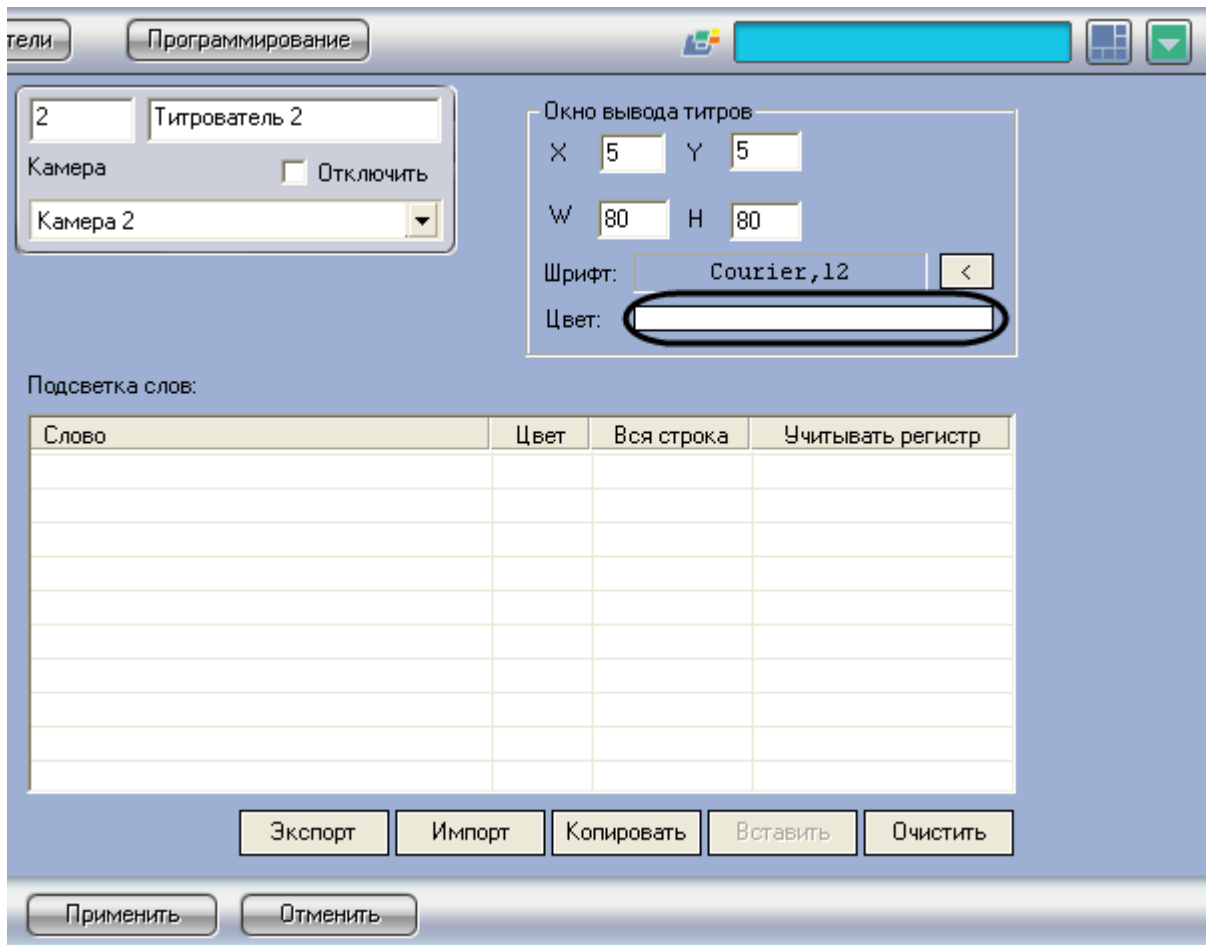 тели Программирование
2 Титрователь 2
Камера Отключить
Камера 2
Окно вывода титров
X 5 Y 5
W 80 H 80
Шрифт: Courier,12 <
Цвет:
Подсветка слов:
Слово Цвет Вся строка Учитывать регистр
Экспорт Импорт Копировать Вставить Очистить
Применить Отменить